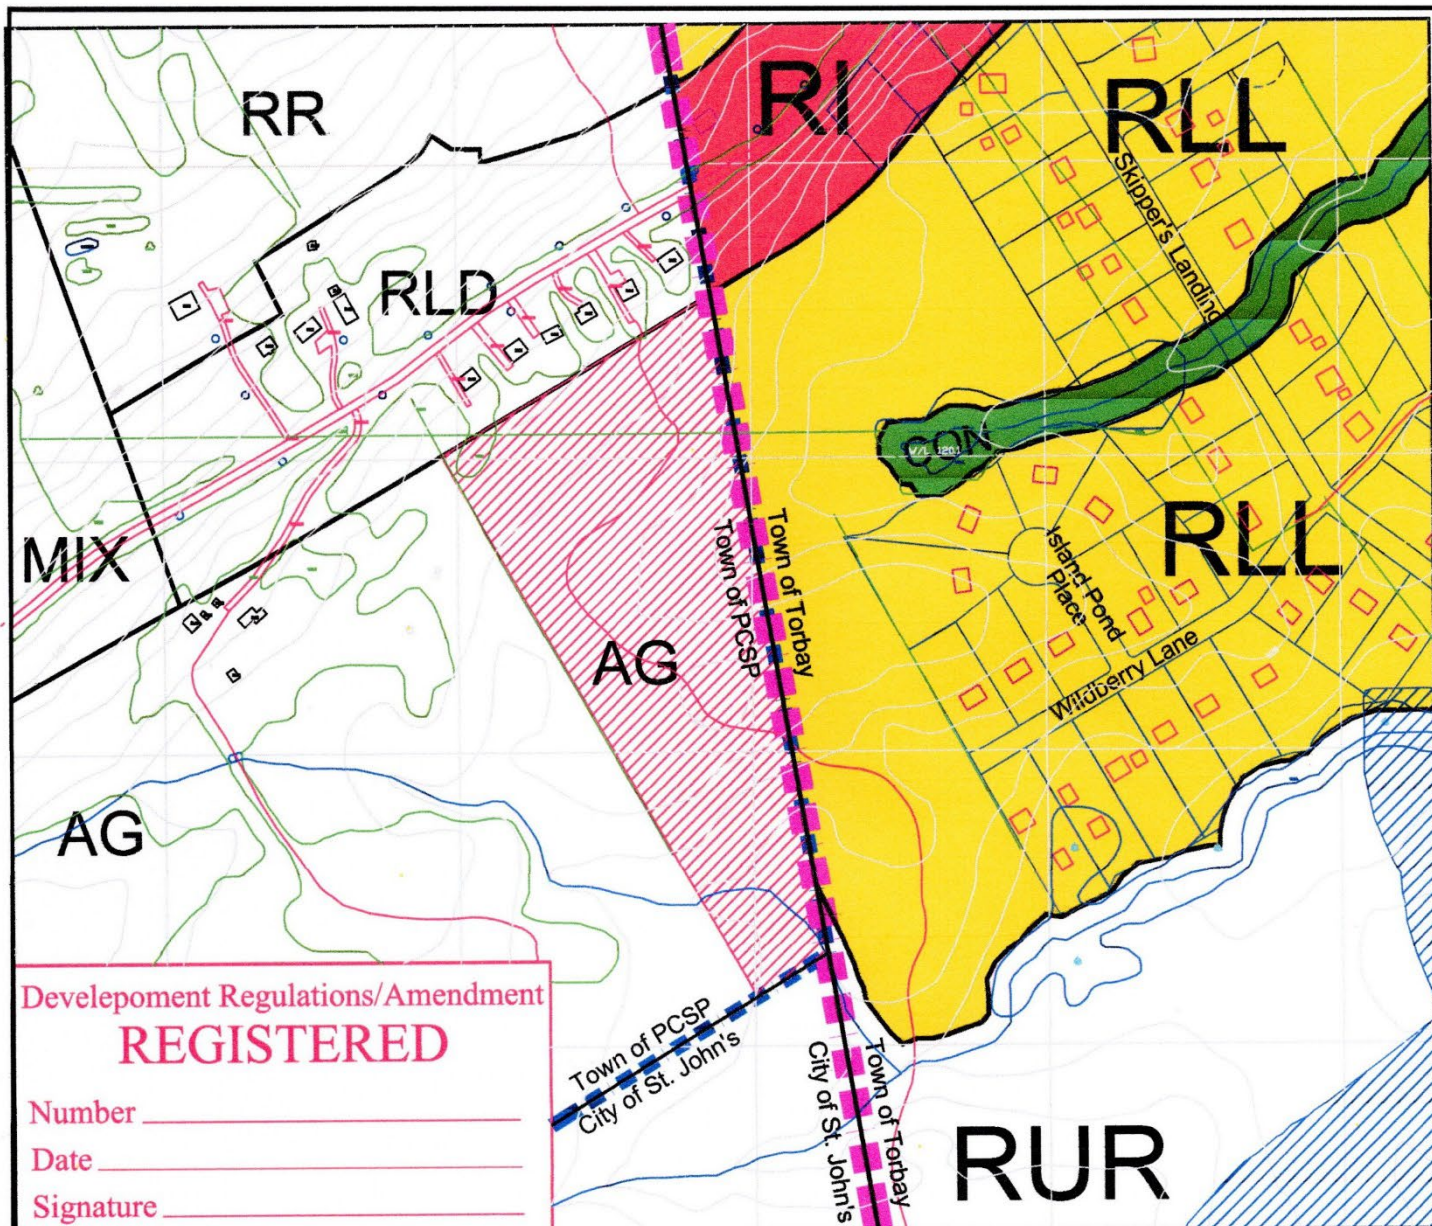 RR
RI
RLL
Skipper's Landing
RLD
CON
W/L 120.1
MIX
Town of Torbay
Town of PCSP
Island Pond
Place
RLL
AG
Wildberry Lane
AG
Develepoment Regulations/Amendment
REGISTERED
Number
Date
Signature
Town of PCSP
City of St. John's
Town of Torbay
City of St. John's
RUR